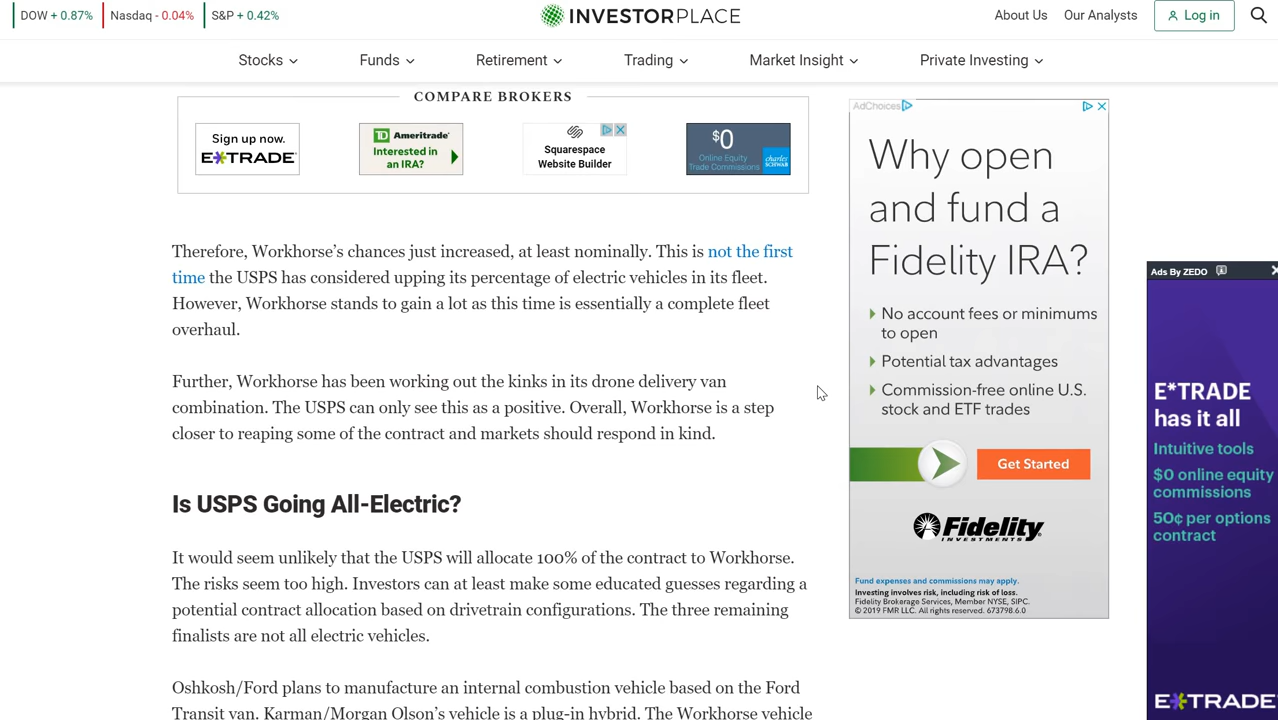 DOW + 0.87%
Nasdaq - 0.04%
S&P + 0.42%
INVESTORPLACE
About Us
Our Analysts
Log in
Stocks
Funds
Retirement
Trading
Market Insight
Private Investing
COMPARE BROKERS
Sign up now.
E*TRADE
TD Ameritrade
Interested in
an IRA?
Squarespace
Website Builder
$0
Online Equity
Trade Commissions
charles
SCHWAB
Therefore, Workhorse’s chances just increased, at least nominally. This is not the first
time the USPS has considered upping its percentage of electric vehicles in its fleet.
However, Workhorse stands to gain a lot as this time is essentially a complete fleet
overhaul.
Further, Workhorse has been working out the kinks in its drone delivery van
combination. The USPS can only see this as a positive. Overall, Workhorse is a step
closer to reaping some of the contract and markets should respond in kind.
Is USPS Going All-Electric?
It would seem unlikely that the USPS will allocate 100% of the contract to Workhorse.
The risks seem too high. Investors can at least make some educated guesses regarding a
potential contract allocation based on drivetrain configurations. The three remaining
finalists are not all electric vehicles.
Oshkosh/Ford plans to manufacture an internal combustion vehicle based on the Ford
Transit van. Karman/Morgan Olson’s vehicle is a plug-in hybrid. The Workhorse vehicle
AdChoices
Why open
and fund a
Fidelity IRA?
No account fees or minimums
to open
Potential tax advantages
Commission-free online U.S.
stock and ETF trades
Get Started
Fidelity
INVESTMENTS
Fund expenses and commissions may apply.
Investing involves risk, including risk of loss.
Fidelity Brokerage Services, Member NYSE, SIPC.
© 2019 FMR LLC. All rights reserved. 673798.6.0
Ads By ZEDO
E*TRADE
has it all
Intuitive tools
$0 online equity
commissions
50¢ per options
contract
E*TRADE